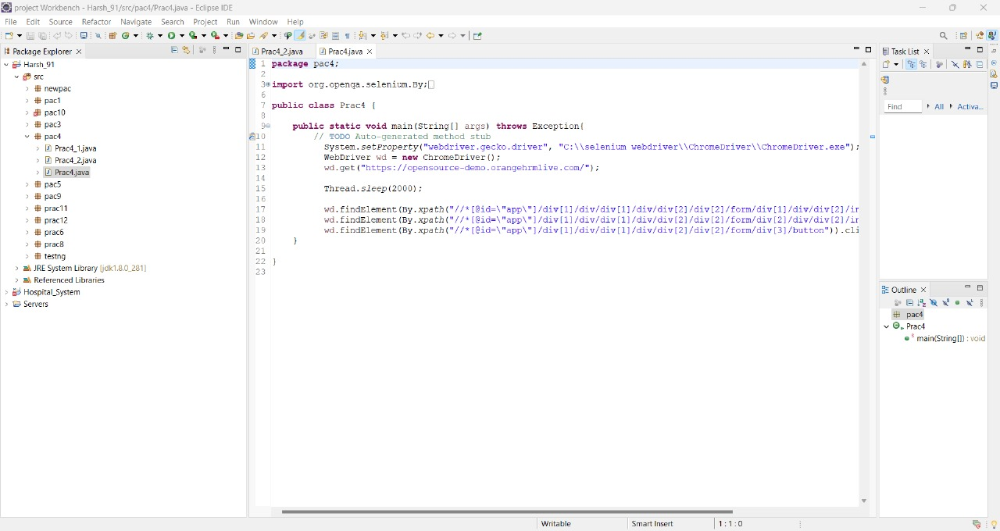 project Workbench - Harsh_91/src/pac4/Prac4.java - Eclipse IDE
File Edit Source Refactor Navigate Search Project Run Window Help
Package Explorer
Harsh_91
src
newpac
pac1
pac10
pac3
pac4
Prac4_1.java
Prac4_2.java
Prac4.java
pac5
pac9
prac11
prac12
prac6
prac8
testng
JRE System Library [jdk1.8.0_281]
Referenced Libraries
Hospital_System
Servers
Prac4_2.java Prac4.java
1 package pac4;
2
3 import org.openqa.selenium.By;
6
7 public class Prac4 {
8
9 public static void main(String[] args) throws Exception{
10 // TODO Auto-generated method stub
11 System.setProperty("webdriver.gecko.driver", "C:\\selenium webdriver\\ChromeDriver\\ChromeDriver.exe");
12 WebDriver wd = new ChromeDriver();
13 wd.get("https://opensource-demo.orangehrmlive.com/");
14
15 Thread.sleep(2000);
16
17 wd.findElement(By.xpath("//*[@id=\"app\"]/div[1]/div/div[1]/div/div[2]/div[2]/form/div[1]/div/div[2]/in
18 wd.findElement(By.xpath("//*[@id=\"app\"]/div[1]/div/div[1]/div/div[2]/div[2]/form/div[2]/div/div[2]/in
19 wd.findElement(By.xpath("//*[@id=\"app\"]/div[1]/div/div[1]/div/div[2]/div[2]/form/div[3]/button")).cli
20 }
21
22 }
23
Task List
Find All Activa...
Outline
pac4
Prac4
main(String[]) : void
Writable Smart Insert 1 : 1 : 0